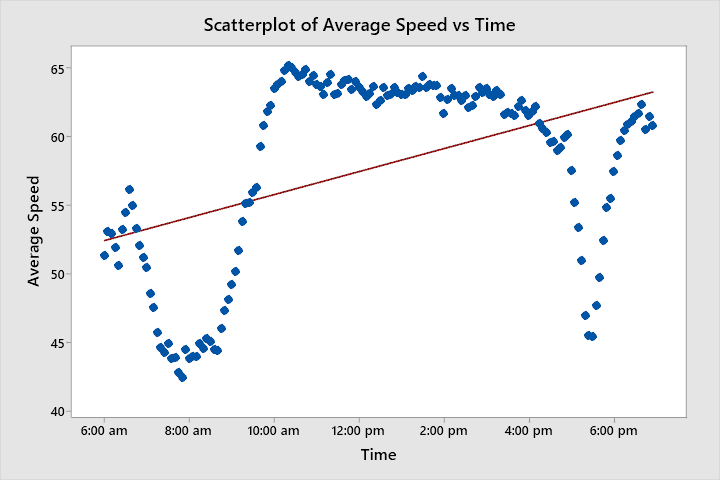 Scatterplot of Average Speed vs Time
Average Speed
65
60
55
50
45
40
6:00 am 8:00 am 10:00 am 12:00 pm 2:00 pm 4:00 pm 6:00 pm
Time